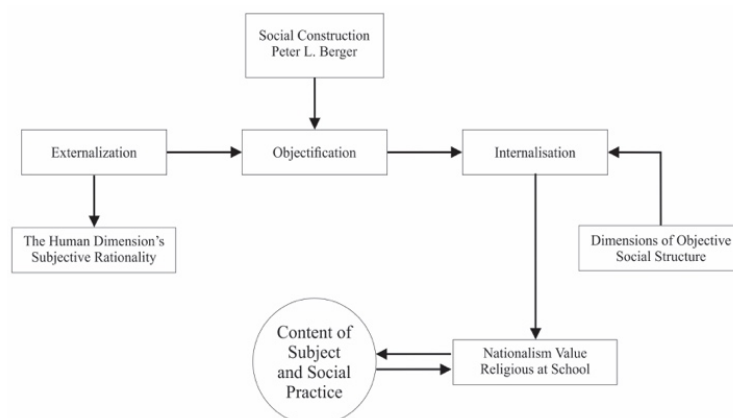 Social Construction
Peter L. Berger
Externalization
Objectification
Internalisation
The Human Dimension's
Subjective Rationality
Dimensions of Objective
Social Structure
Content of
Subject
and Social
Practice
Nationalism Value
Religious at School